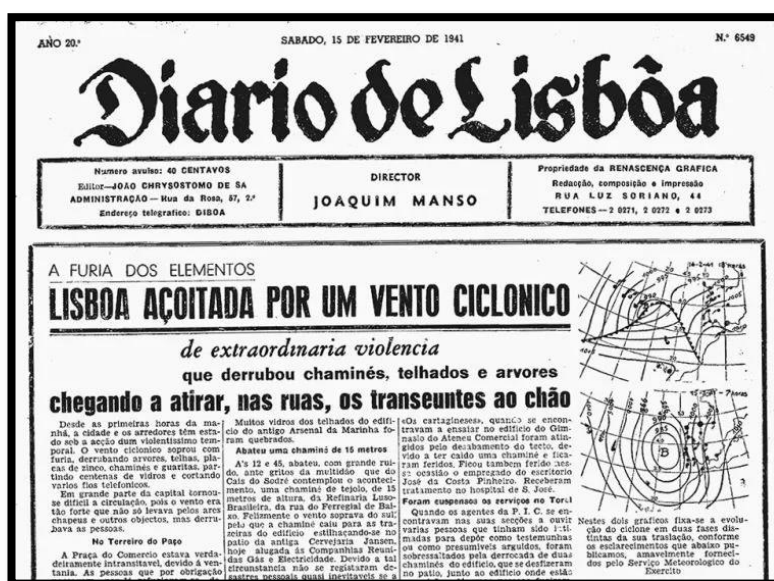 AÑO 20.º
SABADO, 15 DE FEVEREIRO DE 1941
N.º 6549
Diario de Lisbôa
Numero avulso: 40 CENTAVOS
Editor—JOAO CHRYSOSTOMO DE SA
ADMINISTRAÇÃO — Rua da Rosa, 57, 2.º
Endereço telegrafico: DISBOA
DIRECTOR
JOAQUIM MANSO
Propriedade da RENASCENÇA GRAFICA
Redacção, composição e impressão
RUA LUZ SORIANO, 44
TELEFONES — 2 0271, 2 0272 e 2 0273
A FURIA DOS ELEMENTOS
LISBOA AÇOITADA POR UM VENTO CICLONICO
de extraordinaria violencia
que derrubou chaminés, telhados e arvores
chegando a atirar, nas ruas, os transeuntes ao chão
Desde as primeiras horas da ma-
nhã, a cidade e os arredores têm esta-
do sob a acção dum violentissimo tem-
poral. O vento ciclonico soprou com
furia, derrubando arvores, telhas, pla-
cas de zinco, chaminés e guaritas, par-
tindo centenas de vidros e cortando
varios fios telefonicos.
Em grande parte da capital tornou-
se dificil a circulação, pois o vento era
tão forte que não só levava pelos ares
chapeus e outros objectos, mas derru-
bava as pessoas.
No Terreiro do Paço
A Praça do Comercio estava verda-
deiramente intransitavel, devido á ven-
tania. As pessoas que por obrigação
Muitos vidros dos telhados do edifi-
cio do antigo Arsenal da Marinha fo-
ram quebrados.
Abateu uma chaminé de 15 metros
A's 12 e 45, abateu, com grande rui-
do, ante gritos da multidão que do
Cais do Sodré contemplou o aconteci-
mento, uma chaminé de tejolo, de 15
metros de altura, da Refinaria Luso-
Brasileira, da rua do Ferregial de Bai-
xo. Felizmente o vento soprava do sul
pelo que a chaminé caiu para as tra-
zeiras do edificio estilhaçando-se no
patio da antiga Cervejaria Jansen,
hoje alugada ás Companhia Reuni-
das Gás e Electricidade. Devido a tal
circunstancia não se registaram de-
sastres pessoais quasi inevitaveis se a
«Os cartagineses», quando se encon-
travam a ensaiar no edificio do Gim-
nasio do Ateneu Comercial foram atin-
gidos pelo desabamento do tecto, de-
vido a ter caido uma chaminé e fica-
ram feridos. Ficou tambem ferido nes-
sa ocasião o empregado do escritorio
José da Costa Pinheiro. Receberam
tratamento no hospital de S. José.
Foram suspensos os serviços no Torel
Quando os agentes da P. I. C. se en-
contravam nas suas secções a ouvir
varias pessoas que tinham sido inti-
madas para depôr como testemunhas
ou como presumiveis arguidos, foram
sobressaltados pela derrocada de duas
chaminés do edificio, que se desfizeram
no patio, junto ao edificio onde estão
Nestes dois graficos fixa-se a evolu-
ção do ciclone em duas fases dis-
tintas da sua traslação, conforme
os esclarecimentos que abaixo pu-
blicamos, amavelmente forneci-
dos pelo Serviço Meteorologico do
Exercito